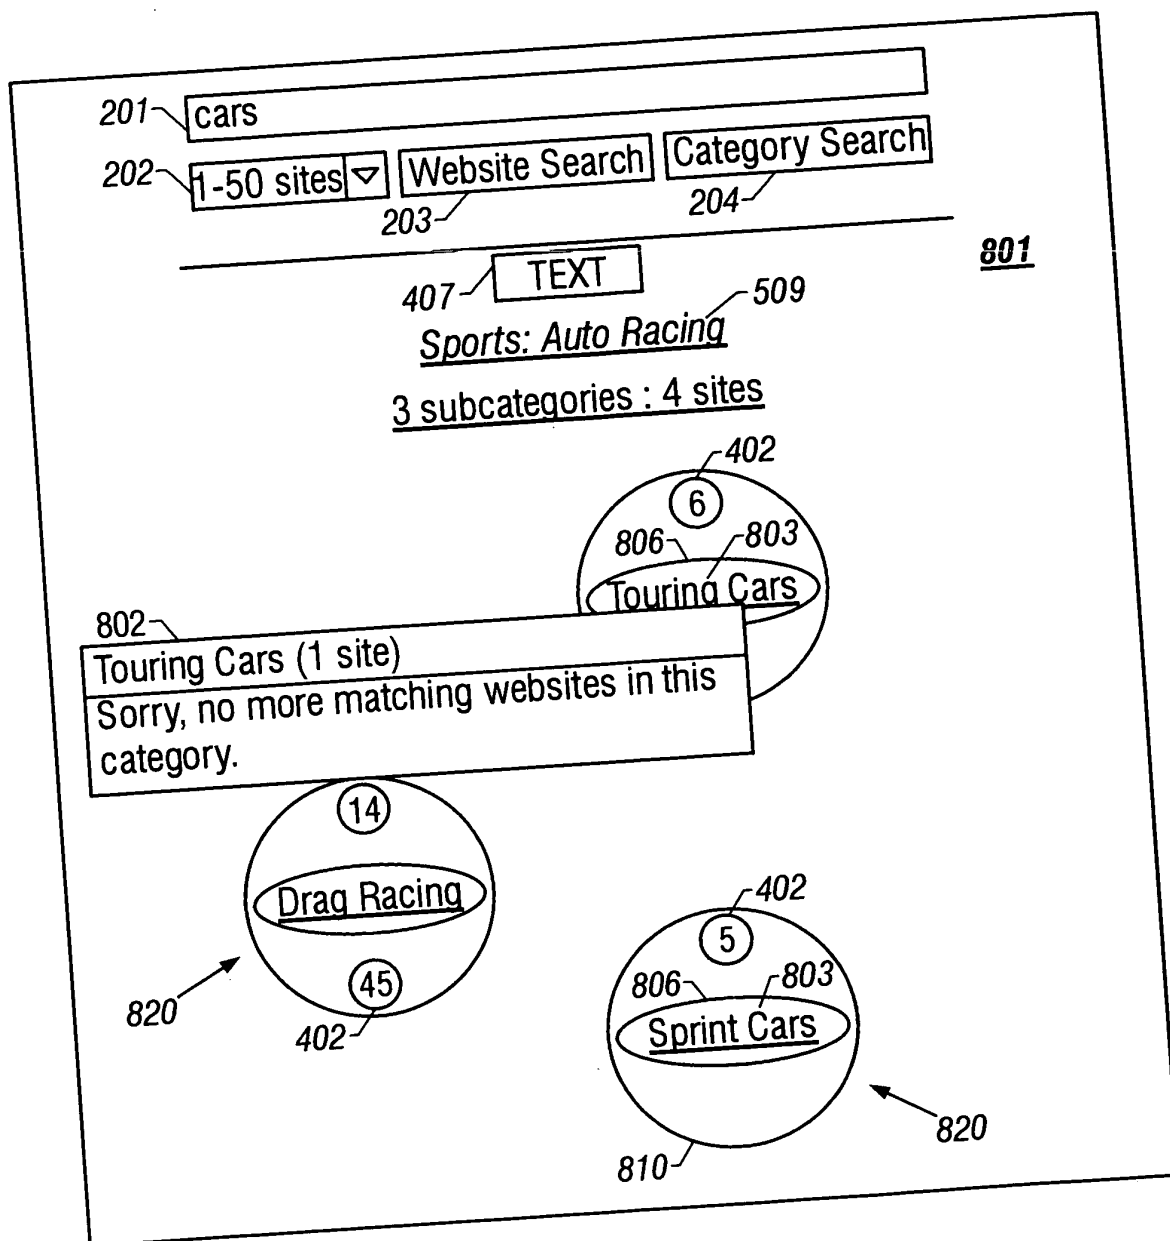 201 cars
202 1-50 sites Website Search Category Search
203 204
801
407 TEXT
Sports: Auto Racing 509
3 subcategories : 4 sites
402
6
806 803
Touring Cars
802
Touring Cars (1 site)
Sorry, no more matching websites in this
category.
14
Drag Racing
45
820
402
402
5
806 803
Sprint Cars
820
810